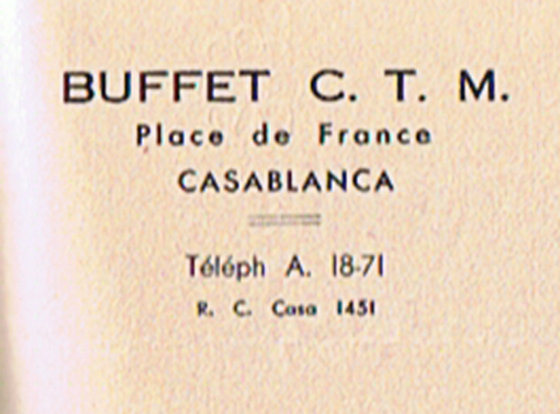 BUFFET C. T. M.
Place de France
CASABLANCA
Téléph A. 18-71
R. C. Casa 1451